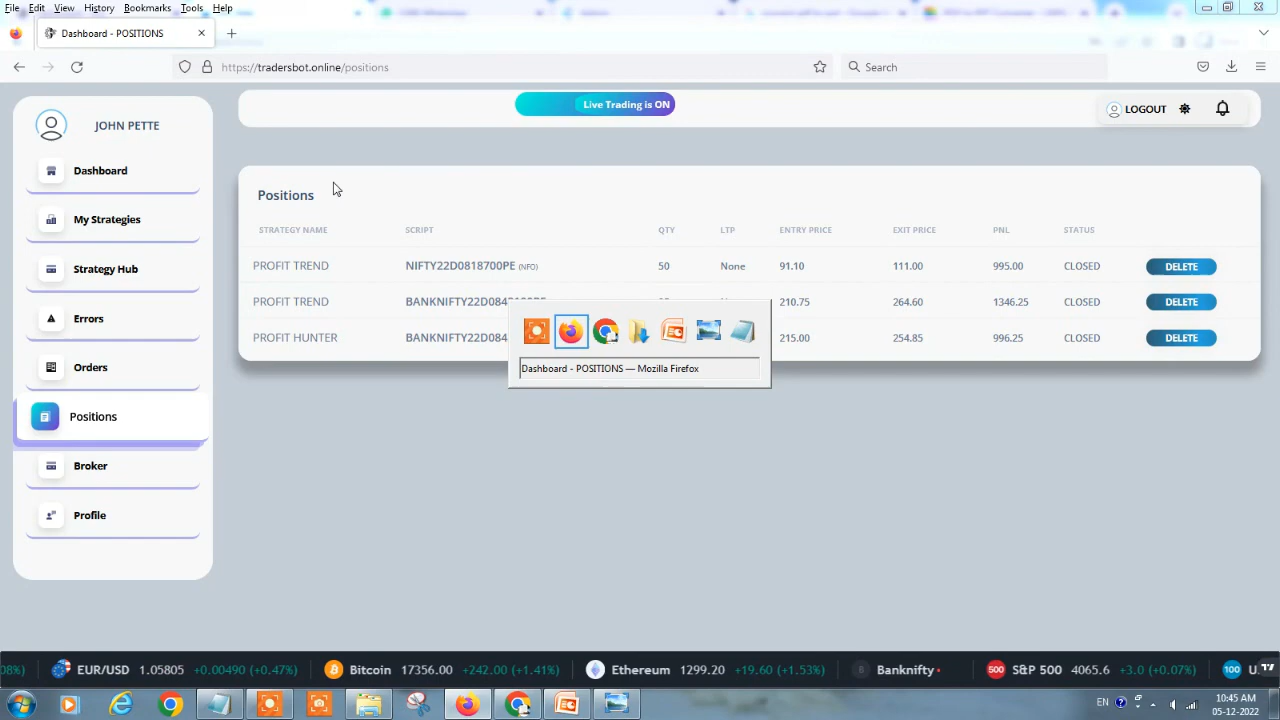 File Edit View History Bookmarks Tools Help
Dashboard - POSITIONS
https://tradersbot.online/positions
Search
Live Trading is ON
LOGOUT
JOHN PETTE
Dashboard
My Strategies
Strategy Hub
Errors
Orders
Positions
Broker
Profile
Positions
STRATEGY NAME SCRIPT QTY LTP ENTRY PRICE EXIT PRICE PNL STATUS
PROFIT TREND NIFTY22D0818700PE (NFO) 50 None 91.10 111.00 995.00 CLOSED DELETE
PROFIT TREND 210.75 264.60 1346.25 CLOSED DELETE
PROFIT HUNTER BANKNIFTY22D084 215.00 254.85 996.25 CLOSED DELETE
Dashboard - POSITIONS — Mozilla Firefox
08%) EUR/USD 1.05805 +0.00490 (+0.47%) Bitcoin 17356.00 +242.00 (+1.41%) Ethereum 1299.20 +19.60 (+1.53%) B Banknifty 500 S&P 500 4065.6 +3.0 (+0.07%) 100
EN 10:45 AM
05-12-2022